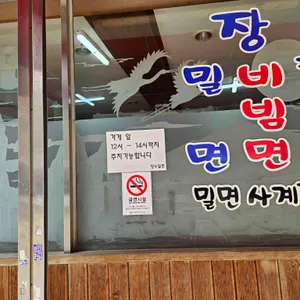 장
밀 비
빔
면 면
밀면 사계
가게 앞
12시 - 14시까지
주차가능합니다
금연시설